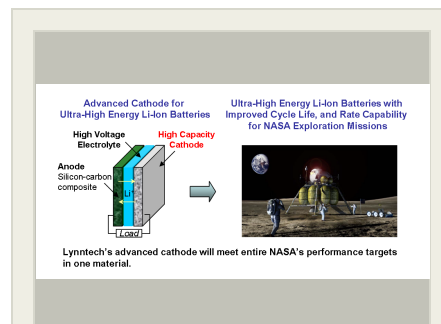 Advanced Cathode for
Ultra-High Energy Li-Ion Batteries
Ultra-High Energy Li-Ion Batteries with
Improved Cycle Life, and Rate Capability
for NASA Exploration Missions
High Voltage
Electrolyte
High Capacity
Cathode
Anode
Silicon-carbon
composite
Li+
Load
Lynntech's advanced cathode will meet entire NASA's performance targets
in one material.